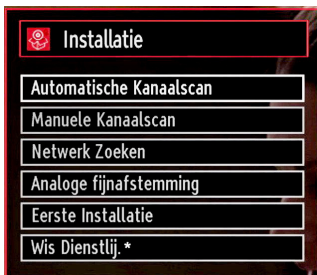 Installatie
Automatische Kanaalscan
Manuele Kanaalscan
Netwerk Zoeken
Analoge fijnafstemming
Eerste Installatie
Wis Dienstlij.*